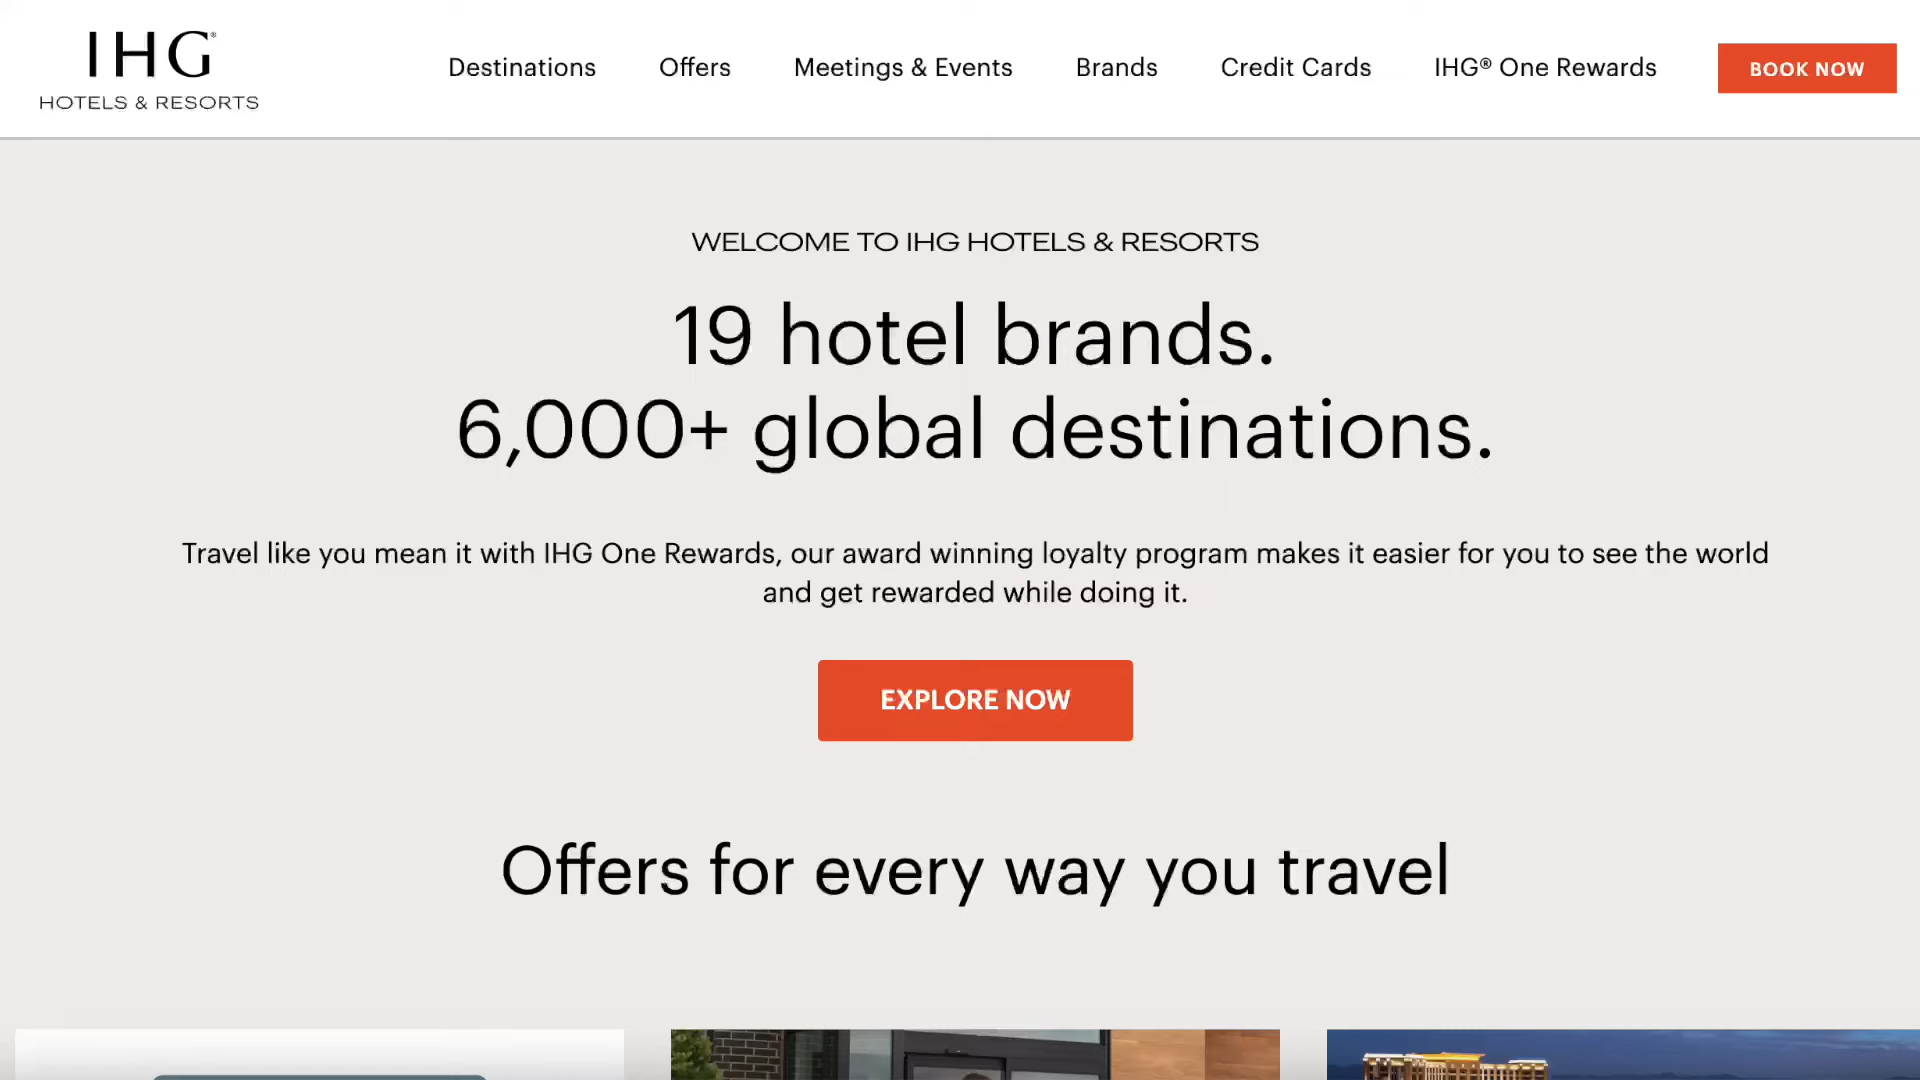 IHG®
HOTELS & RESORTS
Destinations
Offers
Meetings & Events
Brands
Credit Cards
IHG® One Rewards
BOOK NOW
WELCOME TO IHG HOTELS & RESORTS
19 hotel brands.
6,000+ global destinations.
Travel like you mean it with IHG One Rewards, our award winning loyalty program makes it easier for you to see the world
and get rewarded while doing it.
EXPLORE NOW
Offers for every way you travel